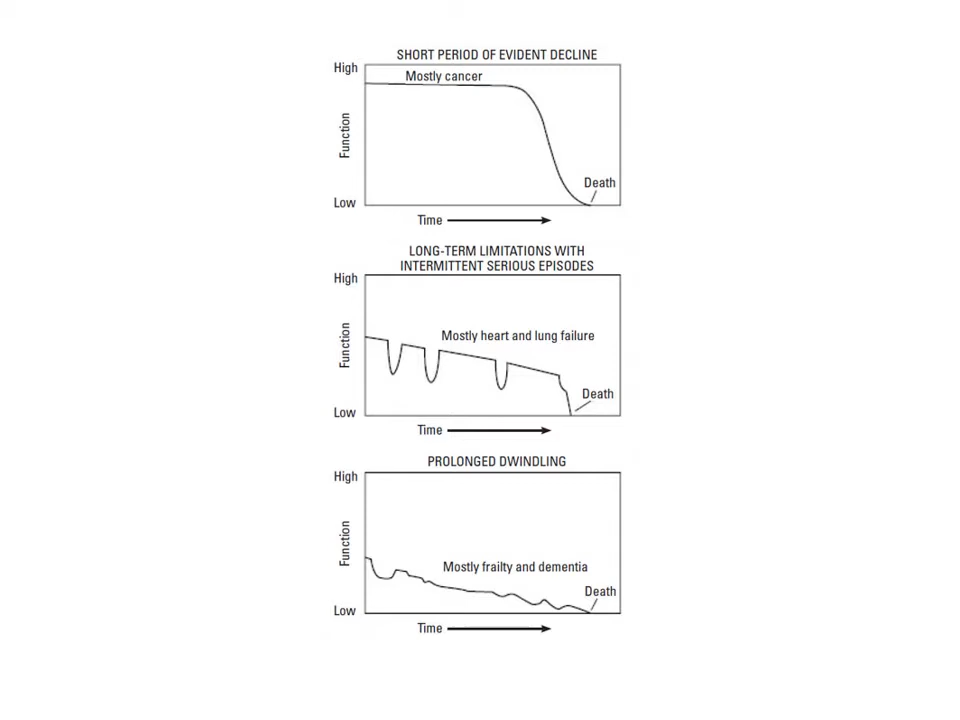 SHORT PERIOD OF EVIDENT DECLINE
High
Mostly cancer
Function
Death
Low
Time
LONG-TERM LIMITATIONS WITH
INTERMITTENT SERIOUS EPISODES
High
Mostly heart and lung failure
Function
Death
Low
Time
PROLONGED DWINDLING
High
Function
Mostly frailty and dementia
Death
Low
Time